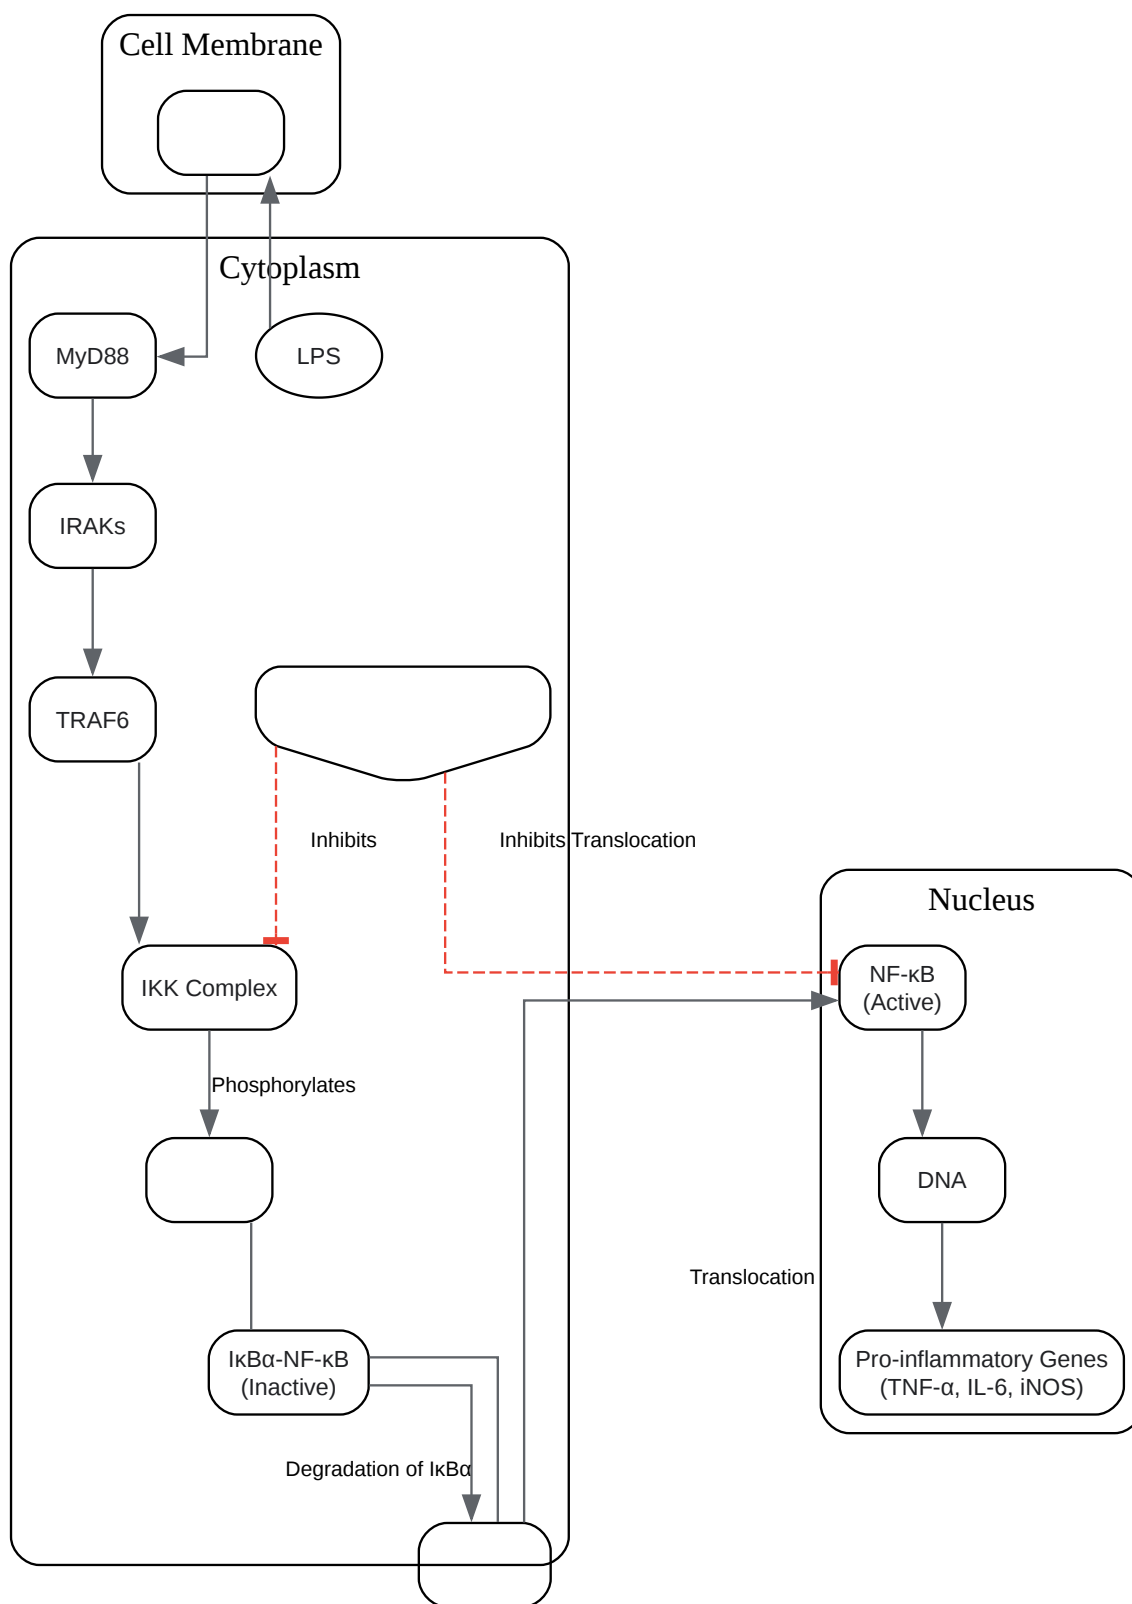 Cell Membrane
Cytoplasm
MyD88
LPS
IRAKs
TRAF6
Inhibits
Inhibits Translocation
Nucleus
IKK Complex
NF-κB
(Active)
Phosphorylates
DNA
Translocation
IκBα-NF-κB
(Inactive)
Pro-inflammatory Genes
(TNF-α, IL-6, iNOS)
Degradation of IκBα